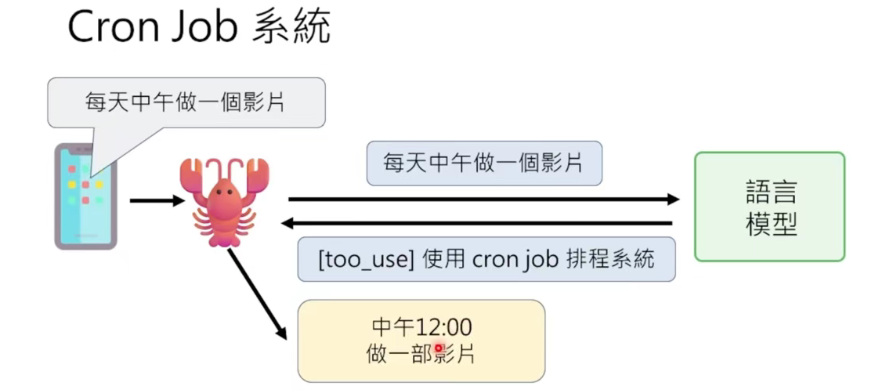 Cron Job 系統
每天中午做一個影片
每天中午做一個影片
語言
模型
[too_use] 使用 cron job 排程系統
中午12:00
做一部影片